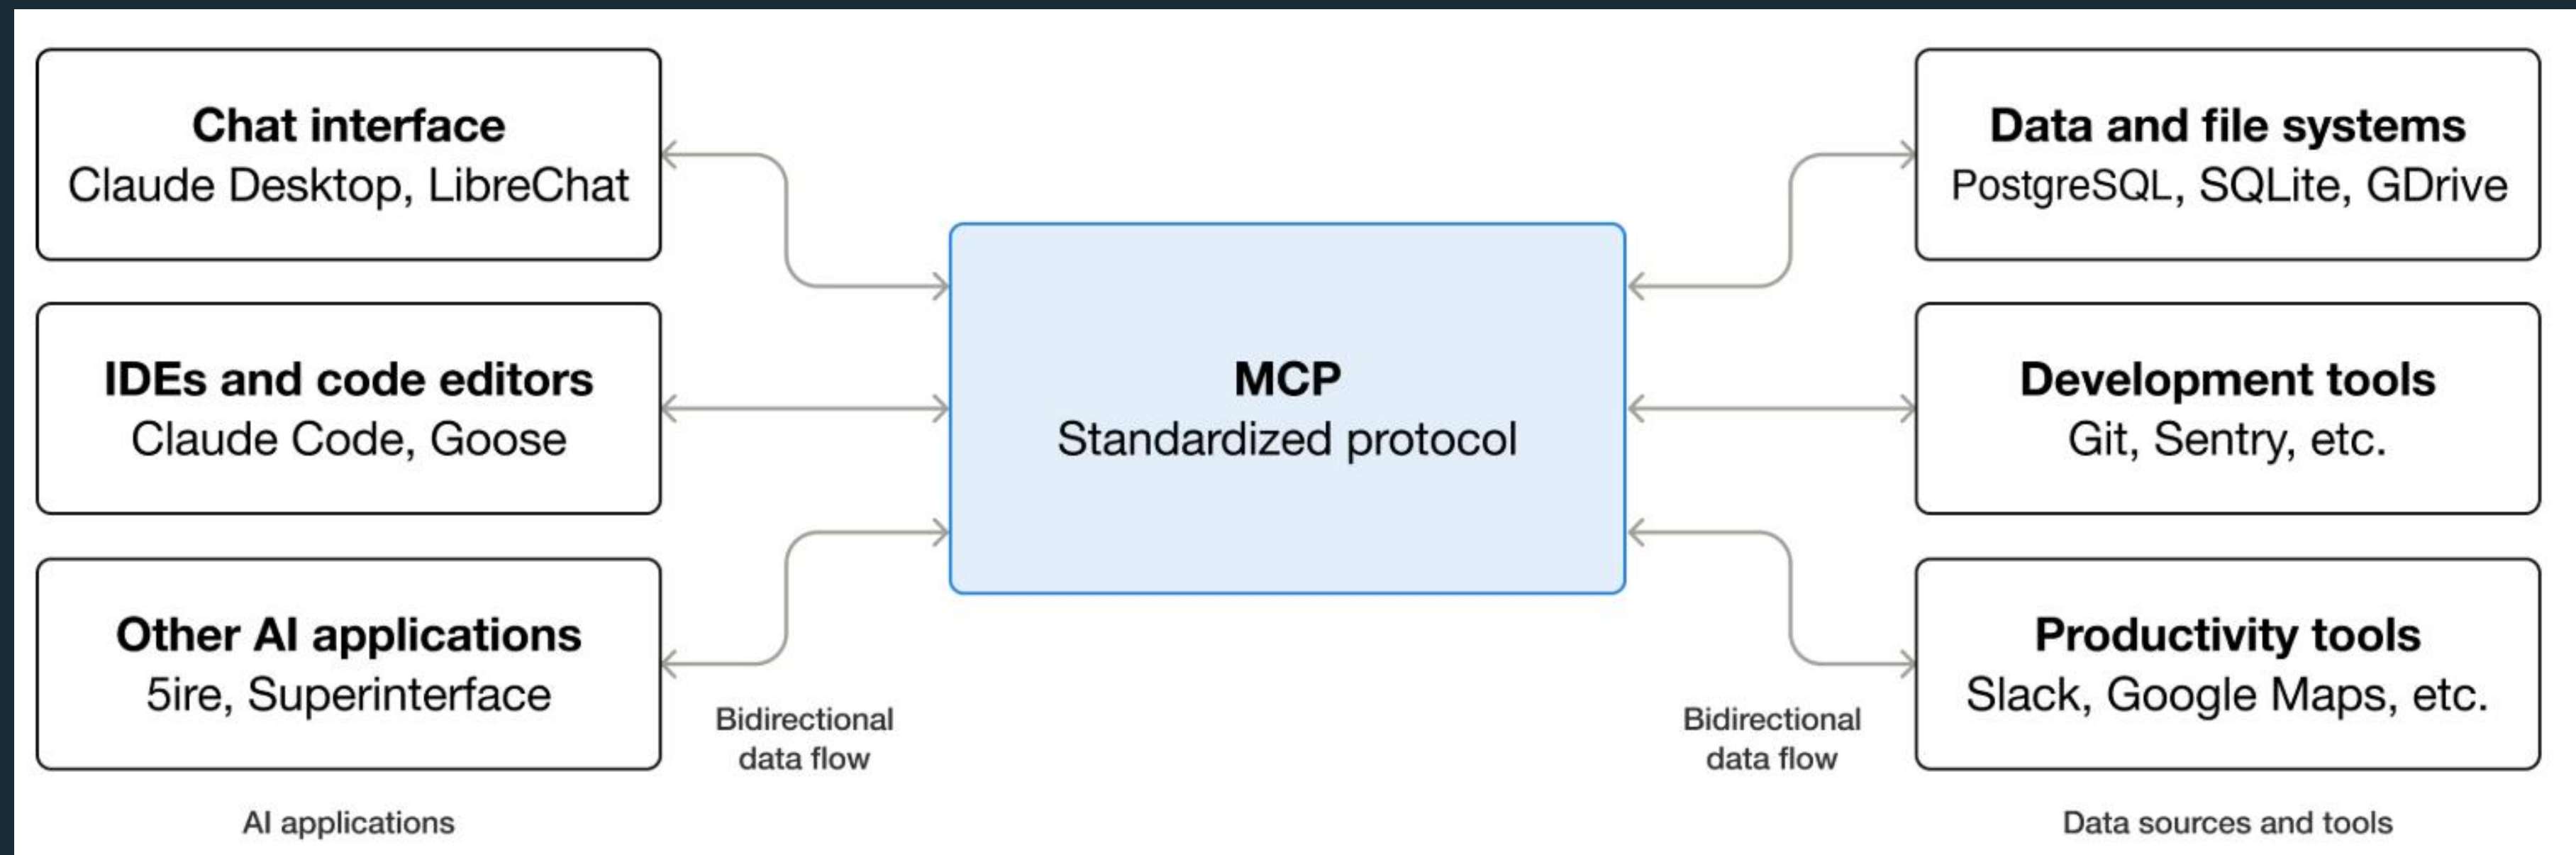 Chat interface
Claude Desktop, LibreChat
IDEs and code editors
Claude Code, Goose
Other AI applications
5ire, Superinterface
AI applications
Bidirectional
data flow
MCP
Standardized protocol
Bidirectional
data flow
Data and file systems
PostgreSQL, SQLite, GDrive
Development tools
Git, Sentry, etc.
Productivity tools
Slack, Google Maps, etc.
Data sources and tools